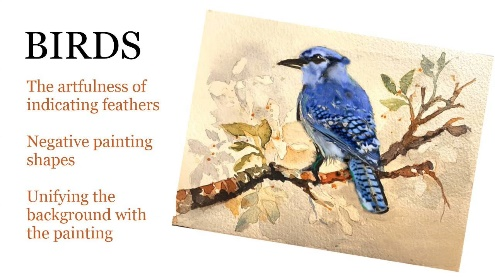 BIRDS
The artfulness of
indicating feathers
Negative painting
shapes
Unifying the
background with
the painting